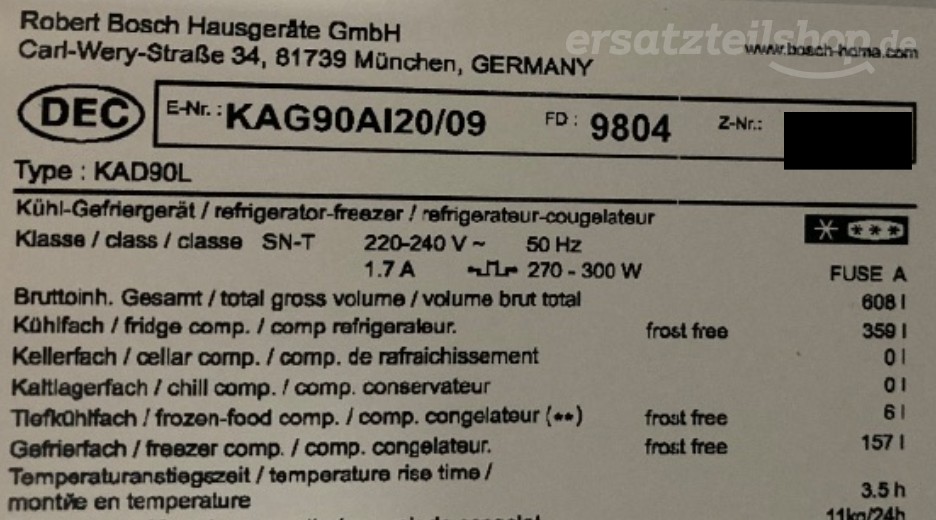 Robert Bosch Hausgeräte GmbH
Carl-Wery-Straße 34, 81739 München, GERMANY
ersatzteilshop.de
www.bosch-home.com
DEC E-Nr.: KAG90AI20/09 FD: 9804 Z-Nr.:
Type : KAD90L
Kühl-Gefriergerät / refrigerator-freezer / refrigerateur-cougelateur
Klasse / class / classe SN-T 220-240 V ~ 50 Hz
1.7 A 270 - 300 W FUSE A
Bruttoinh. Gesamt / total gross volume / volume brut total 608 l
Kühlfach / fridge comp. / comp refrigerateur. frost free 359 l
Kellerfach / cellar comp. / comp. de rafraichissement 0 l
Kaltlagerfach / chill comp. / comp. conservateur 0 l
Tiefkühlfach / frozen-food comp. / comp. congelateur (**) frost free 6 l
Gefrierfach / freezer comp. / comp. congelateur. frost free 157 l
Temperaturanstiegszeit / temperature rise time /
en temperature 3.5 h
11kg/24h